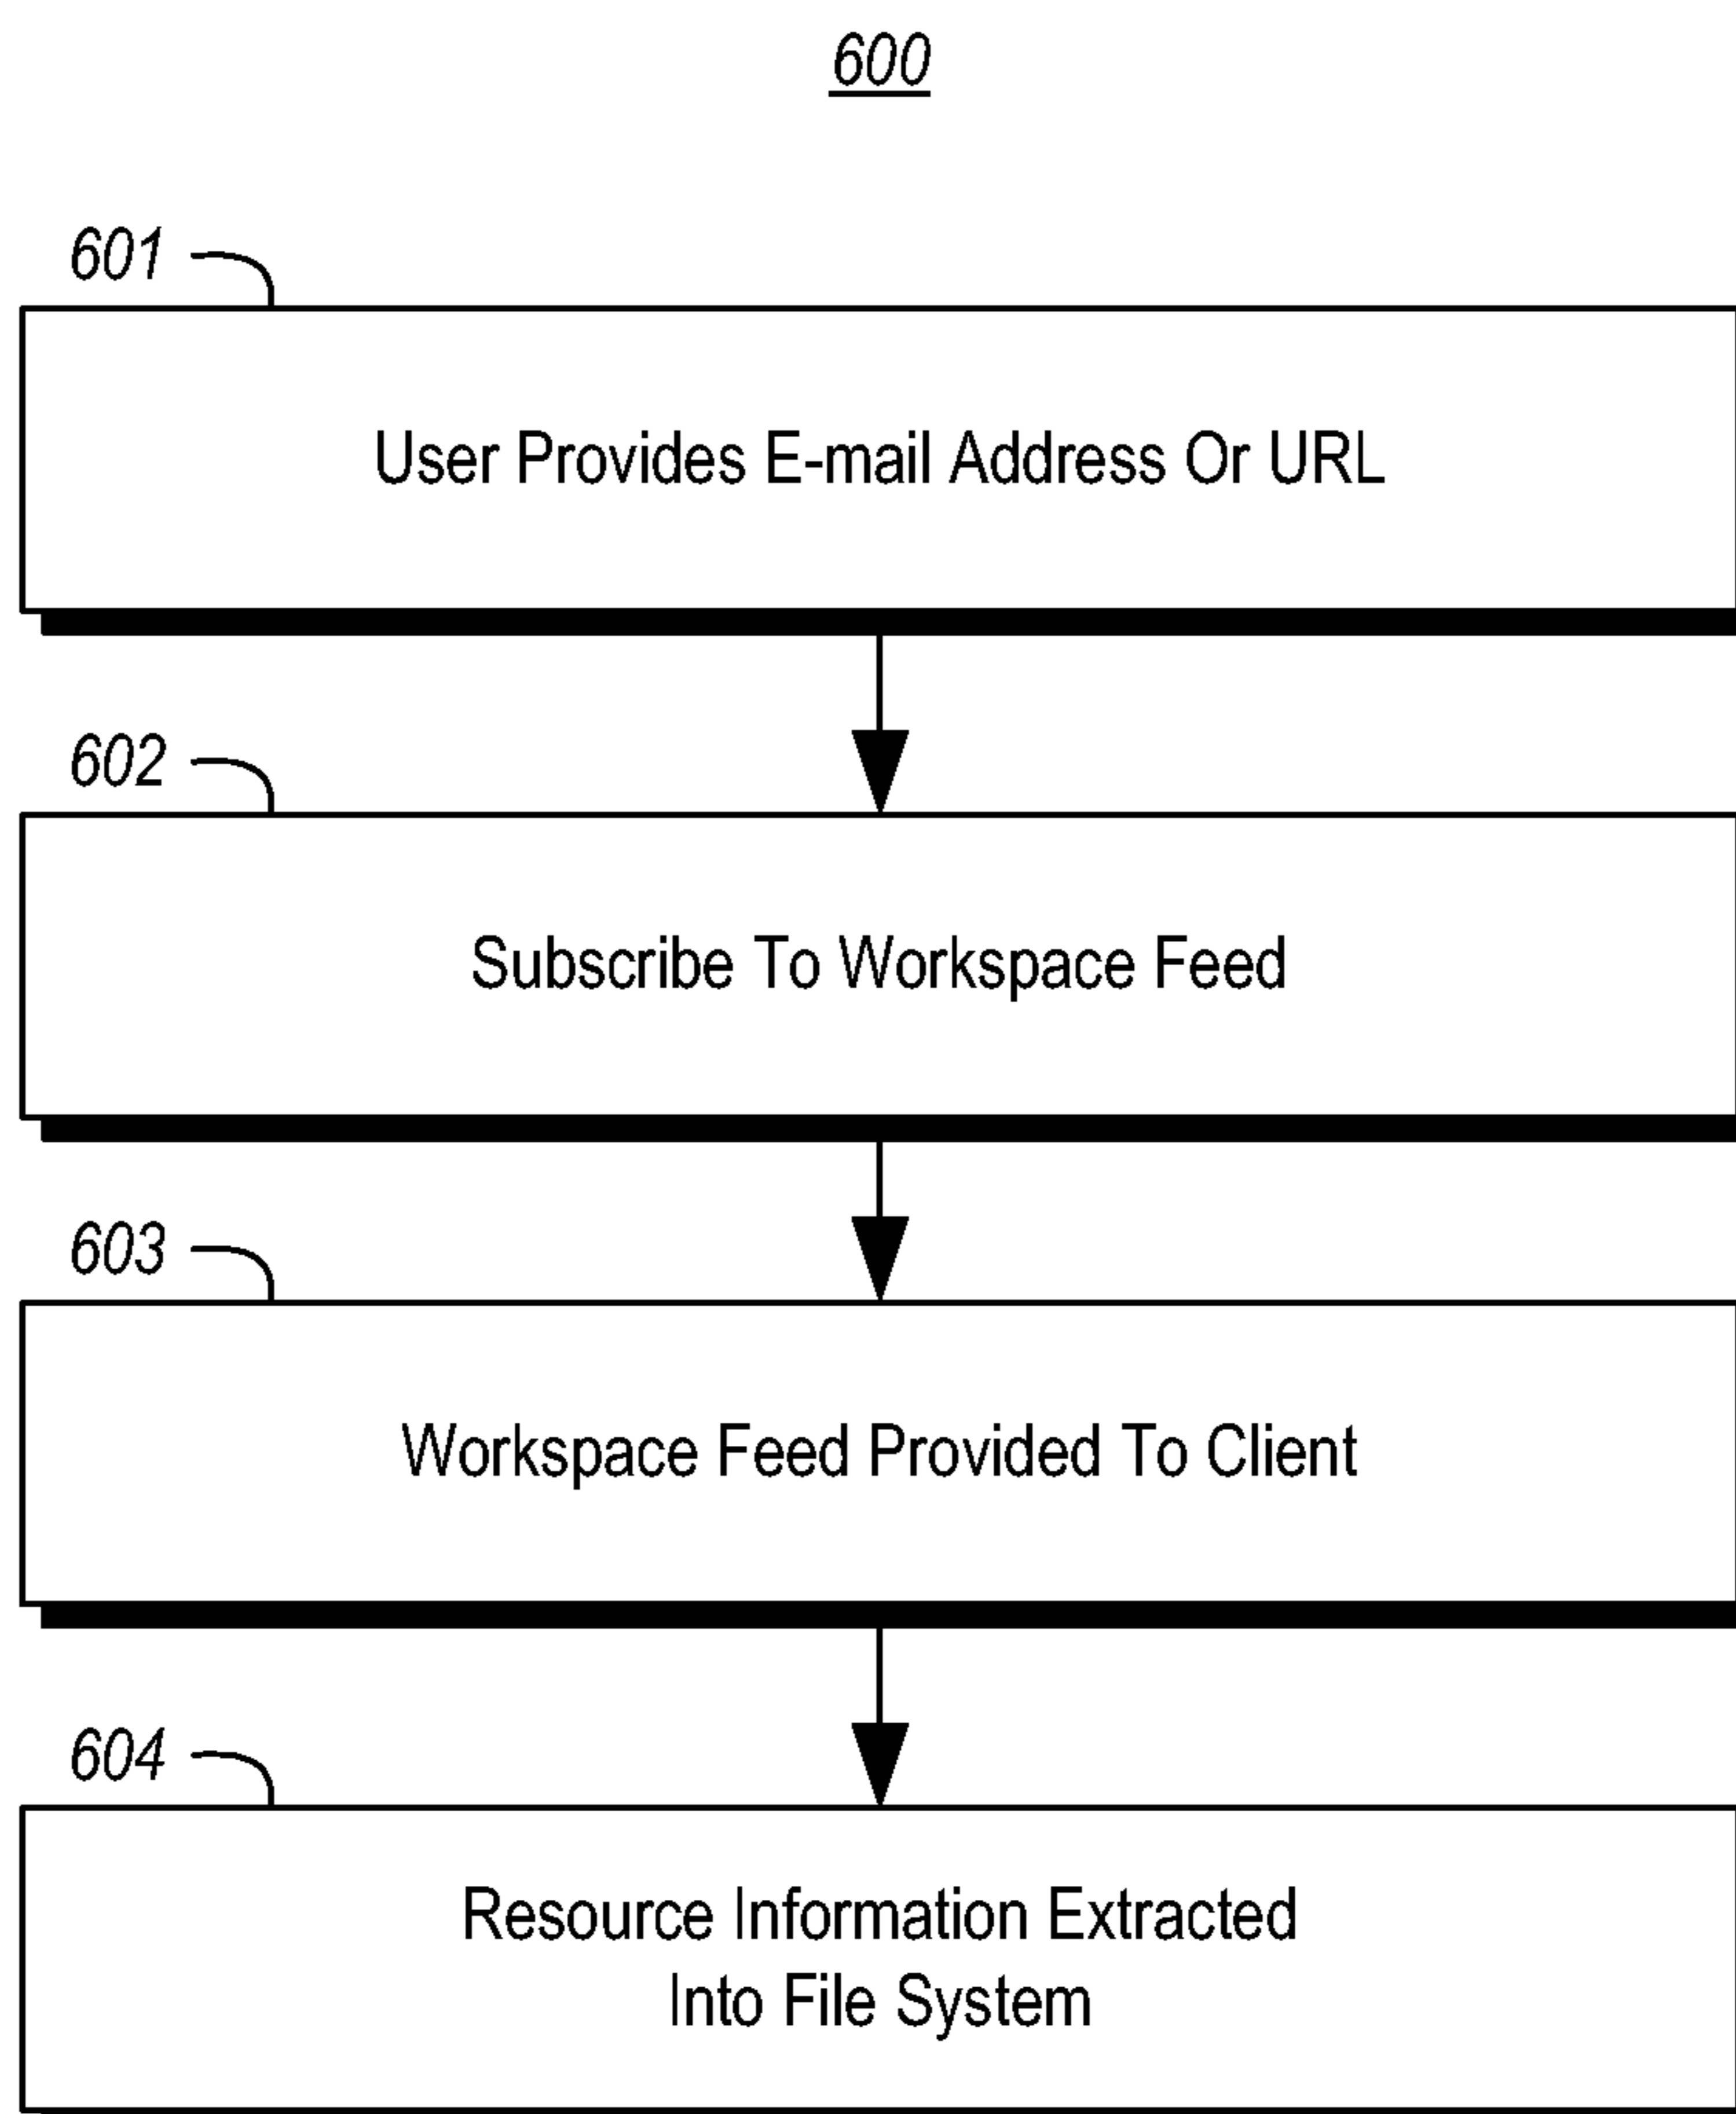 600
601
User Provides E-mail Address Or URL
602
Subscribe To Workspace Feed
603
Workspace Feed Provided To Client
604
Resource Information Extracted
Into File System